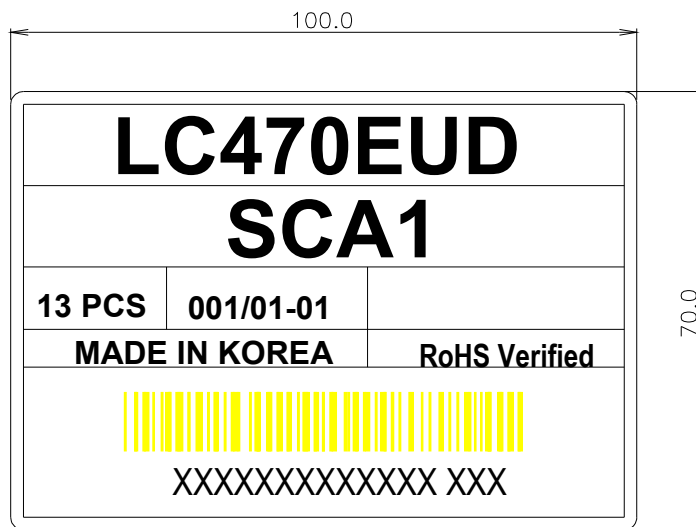 100.0
LC470EUD
SCA1
70.0
13 PCS 001/01-01
MADE IN KOREA RoHS Verified
XXXXXXXXXXXXX XXX